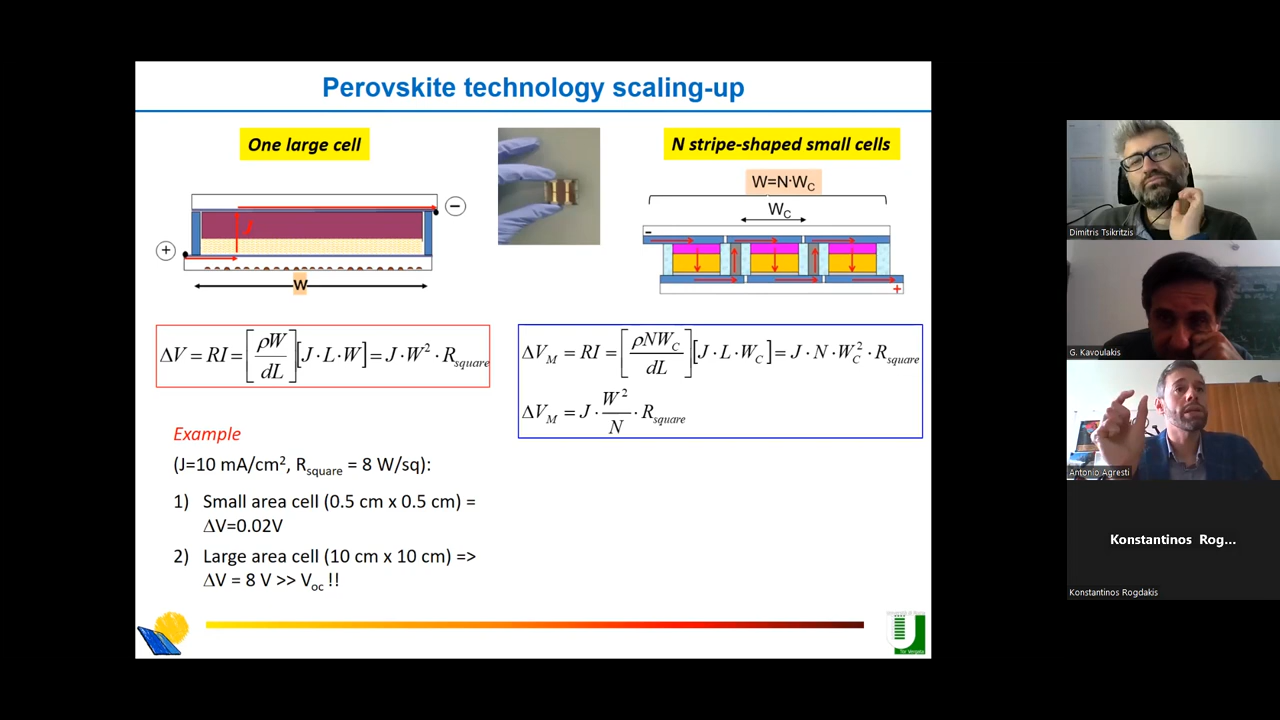 Perovskite technology scaling-up
One large cell
N stripe-shaped small cells
W=N·W_C
W_C
−
J
+
W
-
+
ΔV = RI = [ρW/dL][J·L·W] = J·W²·R_square
ΔV_M = RI = [ρNW_C/dL][J·L·W_C] = J·N·W_C²·R_square
ΔV_M = J·W²/N·R_square
Example
(J=10 mA/cm², R_square = 8 W/sq):
1) Small area cell (0.5 cm x 0.5 cm) =
ΔV=0.02V
2) Large area cell (10 cm x 10 cm) =>
ΔV = 8 V >> V_oc !!
Tor Vergata
Dimitris Tsikritzis
G. Kavoulakis
Antonio Agresti
Konstantinos Rog...
Konstantinos Rogdakis